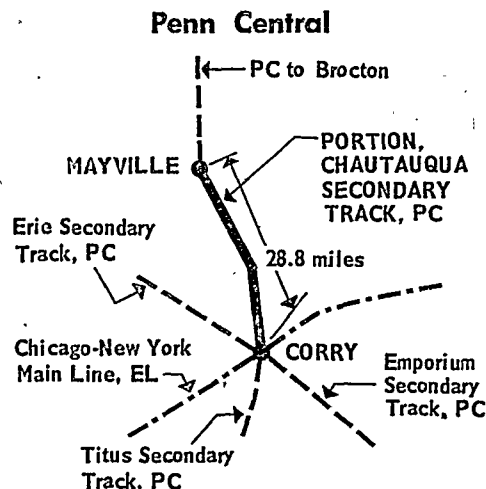 Penn Central
PC to Brocton
PORTION,
CHAUTAUQUA
SECONDARY
TRACK, PC
MAYVILLE
Erie Secondary
Track, PC
28.8 miles
Chicago-New York
Main Line, EL
CORRY
Emporium
Secondary
Track, PC
Titus Secondary
Track, PC